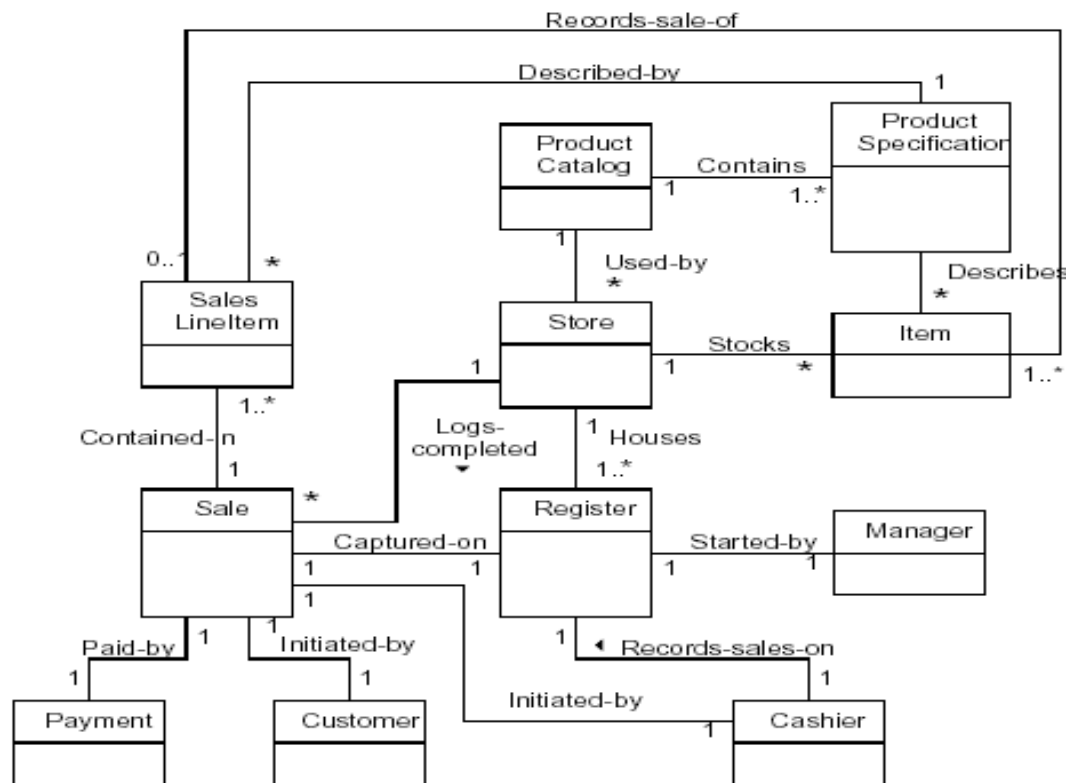 Records-sale-of
Described-by
1
Product
Specification
Product
Catalog
Contains
1
1..*
1
Used-by
*
Describes
*
0..1
*
Sales
LineItem
Store
Item
1
1
Stocks
*
1..*
1..*
Contained-n
1
Logs-
completed
1
Houses
1..*
Sale
*
Register
Manager
Captured-on
1
1
Started-by
1
1
1
Paid-by
1
1
Initiated-by
1
Records-sales-on
1
1
1
Initiated-by
1
Payment
Customer
Cashier